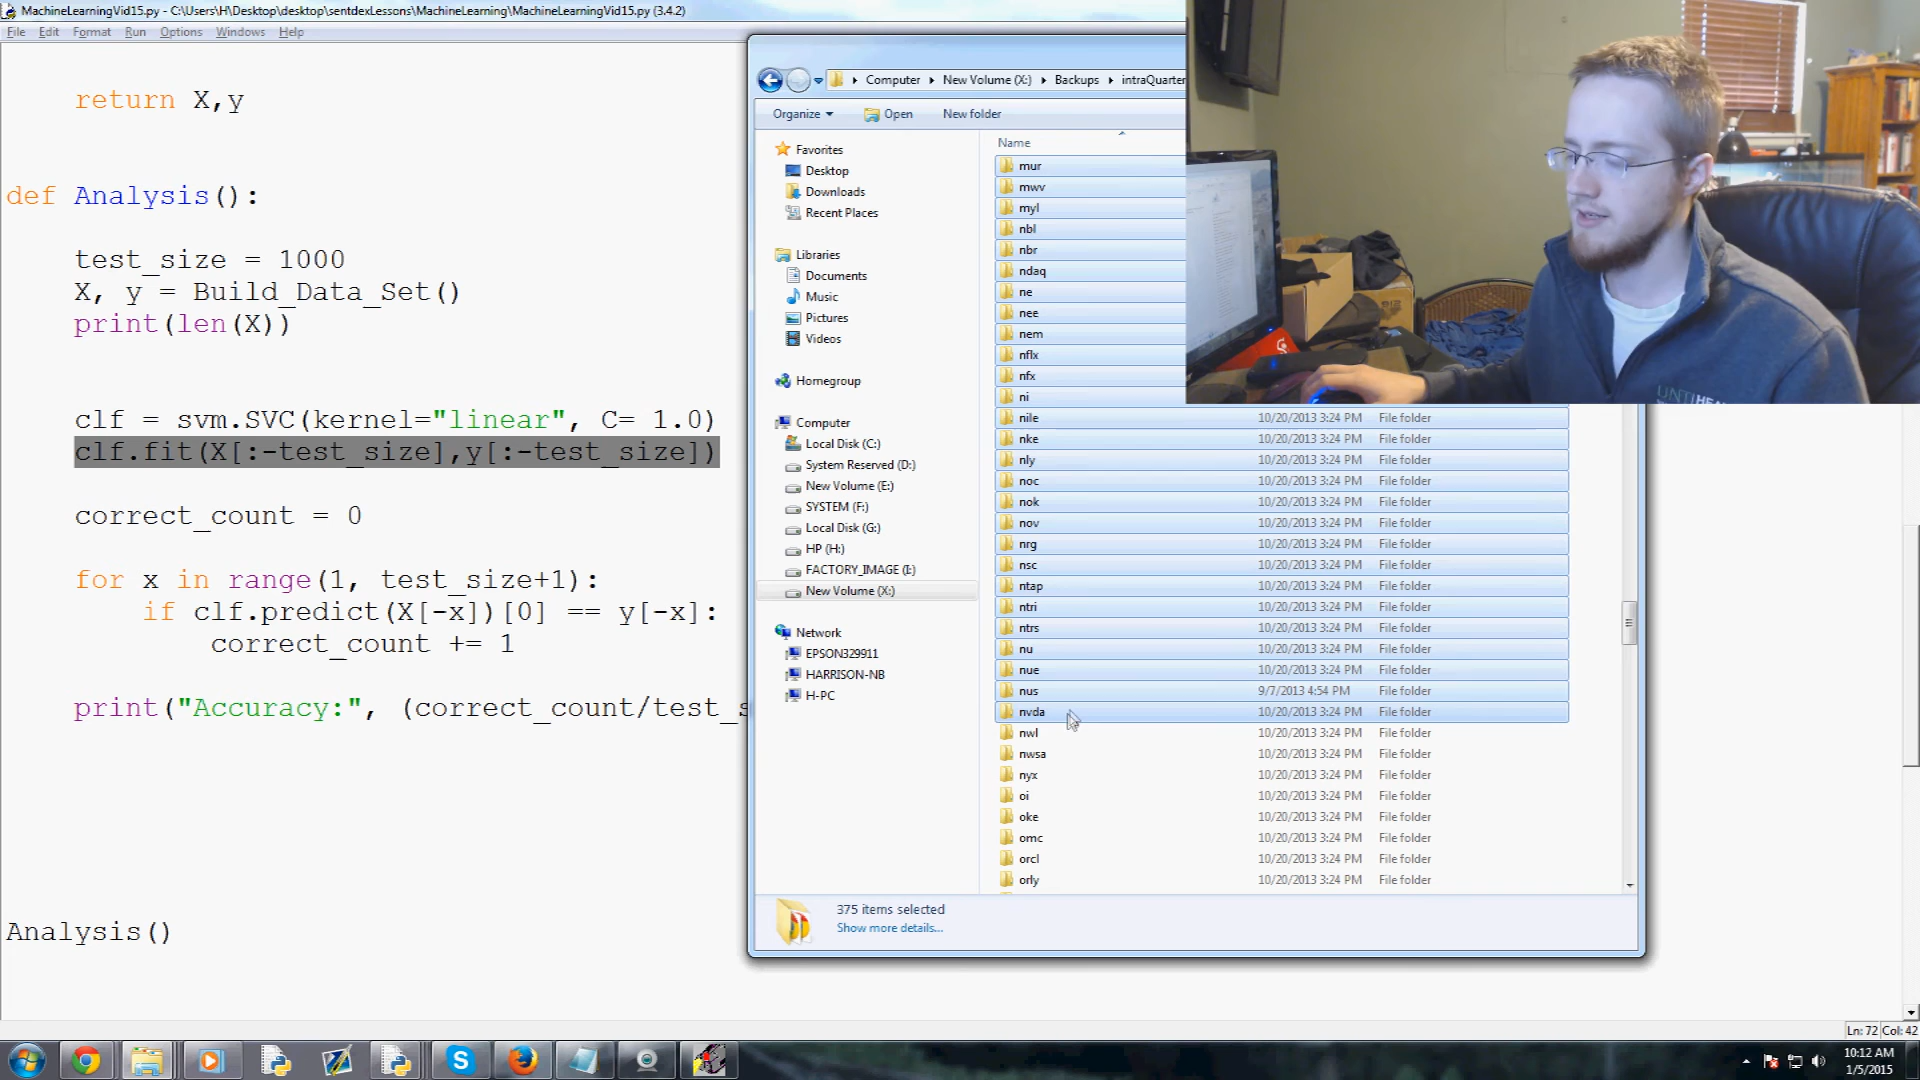 MachineLearningVid15.py - C:\Users\H\Desktop\desktop\sentdexLessons\MachineLearning\MachineLearningVid15.py (3.4.2)
File Edit Format Run Options Windows Help
return X,y
def Analysis():
test_size = 1000
X, y = Build_Data_Set()
print(len(X))
clf = svm.SVC(kernel="linear", C= 1.0)
clf.fit(X[:-test_size],y[:-test_size])
correct_count = 0
for x in range(1, test_size+1):
if clf.predict(X[-x])[0] == y[-x]:
correct_count += 1
print("Accuracy:", (correct_count/test_s
Analysis()
Computer New Volume (X:) Backups intraQuarter
Organize Open New folder
Favorites
Desktop
Downloads
Recent Places
Libraries
Documents
Music
Pictures
Videos
Homegroup
Computer
Local Disk (C:)
System Reserved (D:)
New Volume (E:)
SYSTEM (F:)
Local Disk (G:)
HP (H:)
FACTORY_IMAGE (I:)
New Volume (X:)
Network
EPSON329911
HARRISON-NB
H-PC
Name
mur
mwv
myl
nbl
nbr
ndaq
ne
nee
nem
nflx
nfx
ni
nile 10/20/2013 3:24 PM File folder
nke 10/20/2013 3:24 PM File folder
nly 10/20/2013 3:24 PM File folder
noc 10/20/2013 3:24 PM File folder
nok 10/20/2013 3:24 PM File folder
nov 10/20/2013 3:24 PM File folder
nrg 10/20/2013 3:24 PM File folder
nsc 10/20/2013 3:24 PM File folder
ntap 10/20/2013 3:24 PM File folder
ntri 10/20/2013 3:24 PM File folder
ntrs 10/20/2013 3:24 PM File folder
nu 10/20/2013 3:24 PM File folder
nue 10/20/2013 3:24 PM File folder
nus 9/7/2013 4:54 PM File folder
nvda 10/20/2013 3:24 PM File folder
nwl 10/20/2013 3:24 PM File folder
nwsa 10/20/2013 3:24 PM File folder
nyx 10/20/2013 3:24 PM File folder
oi 10/20/2013 3:24 PM File folder
oke 10/20/2013 3:24 PM File folder
omc 10/20/2013 3:24 PM File folder
orcl 10/20/2013 3:24 PM File folder
orly 10/20/2013 3:24 PM File folder
375 items selected
Show more details...
Ln: 72 Col: 42
10:12 AM
1/5/2015